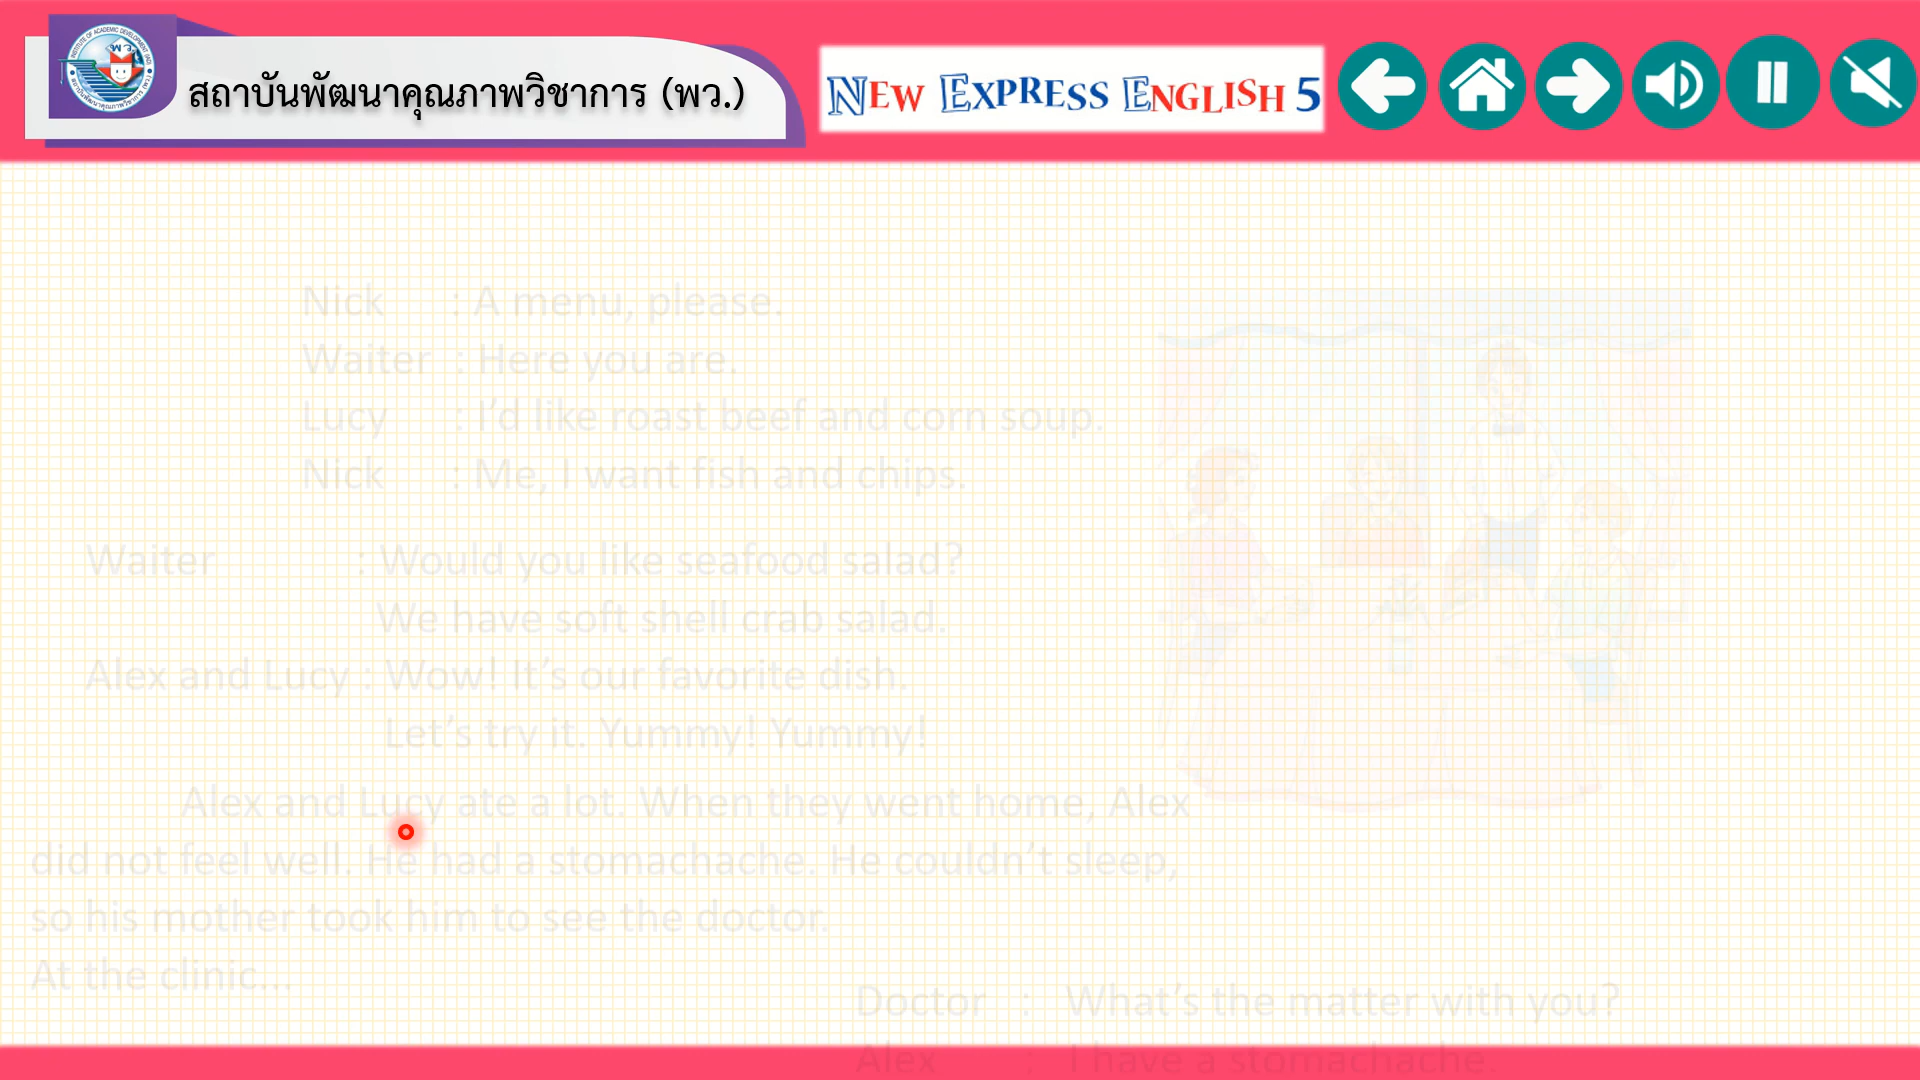 สถาบันพัฒนาคุณภาพวิชาการ (พว.)
NEW EXPRESS ENGLISH 5
Nick : A menu, please.
Waiter : Here you are.
Lucy : I’d like roast beef and corn soup.
Nick : Me, I want fish and chips.
Waiter : Would you like seafood salad?
We have soft shell crab salad.
Alex and Lucy : Wow! It’s our favorite dish.
Let’s try it. Yummy! Yummy!
Alex and Lucy ate a lot. When they went home, Alex
did not feel well. He had a stomachache. He couldn’t sleep,
so his mother took him to see the doctor.
At the clinic...
Doctor : What’s the matter with you?
Alex : I have a stomachache.